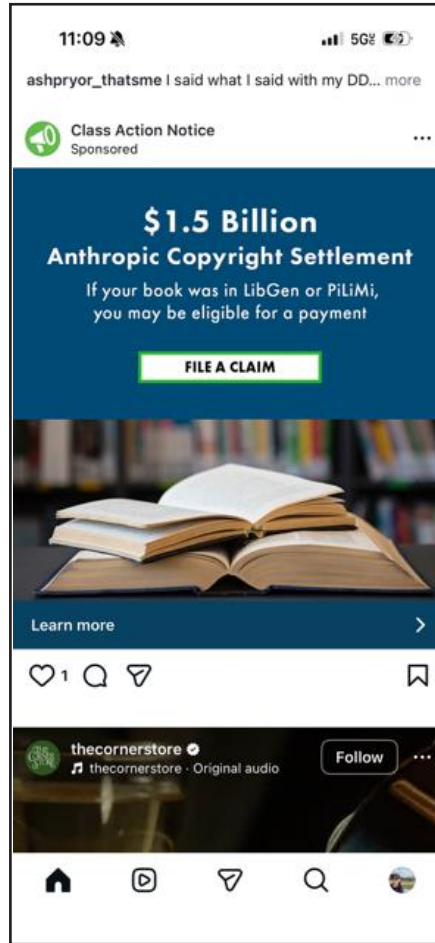 11:09
5G
ashpryor_thatsme I said what I said with my DD... more
Class Action Notice
Sponsored
$1.5 Billion
Anthropic Copyright Settlement
If your book was in LibGen or PiLiMi,
you may be eligible for a payment
FILE A CLAIM
Learn more
1
thecornerstore
thecornerstore · Original audio
Follow